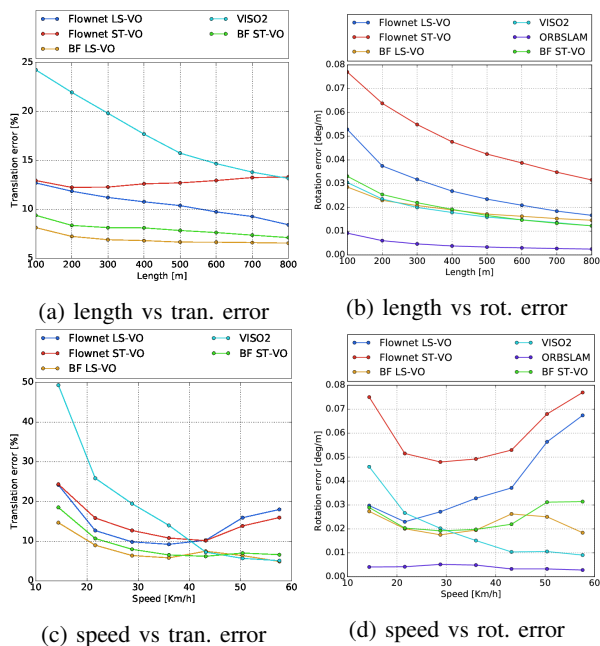 Flownet LS-VO
VISO2
Flownet ST-VO
BF ST-VO
BF LS-VO
25
20
15
10
5
Translation error [%]
100 200 300 400 500 600 700 800
Length [m]
(a) length vs tran. error
Flownet LS-VO
VISO2
Flownet ST-VO
ORBSLAM
BF LS-VO
BF ST-VO
0.08
0.07
0.06
0.05
0.04
0.03
0.02
0.01
0.00
Rotation error [deg/m]
100 200 300 400 500 600 700 800
Length [m]
(b) length vs rot. error
Flownet LS-VO
VISO2
Flownet ST-VO
BF ST-VO
BF LS-VO
50
40
30
20
10
0
Translation error [%]
10 20 30 40 50 60
Speed [Km/h]
(c) speed vs tran. error
Flownet LS-VO
VISO2
Flownet ST-VO
ORBSLAM
BF LS-VO
BF ST-VO
0.08
0.07
0.06
0.05
0.04
0.03
0.02
0.01
0.00
Rotation error [deg/m]
10 20 30 40 50 60
Speed [Km/h]
(d) speed vs rot. error